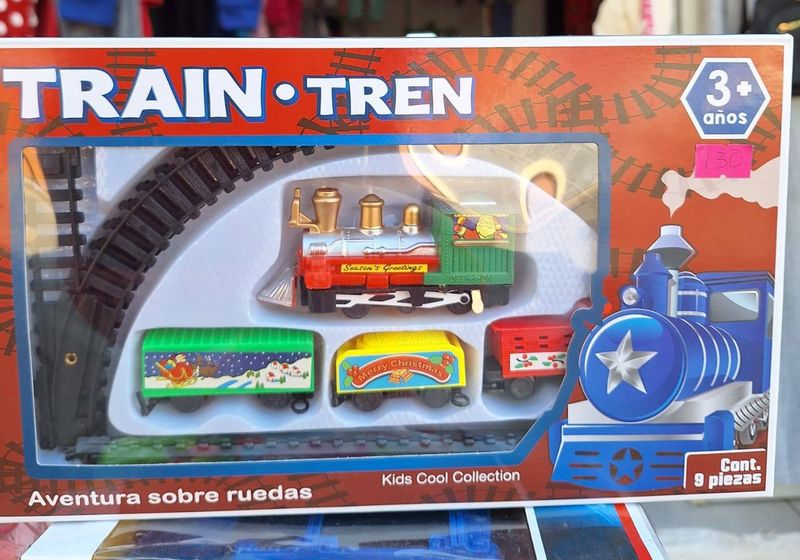 TRAIN • TREN
3+
años
130
Season's Greetings
Merry Christmas
Kids Cool Collection
Aventura sobre ruedas
Cont.
9 piezas